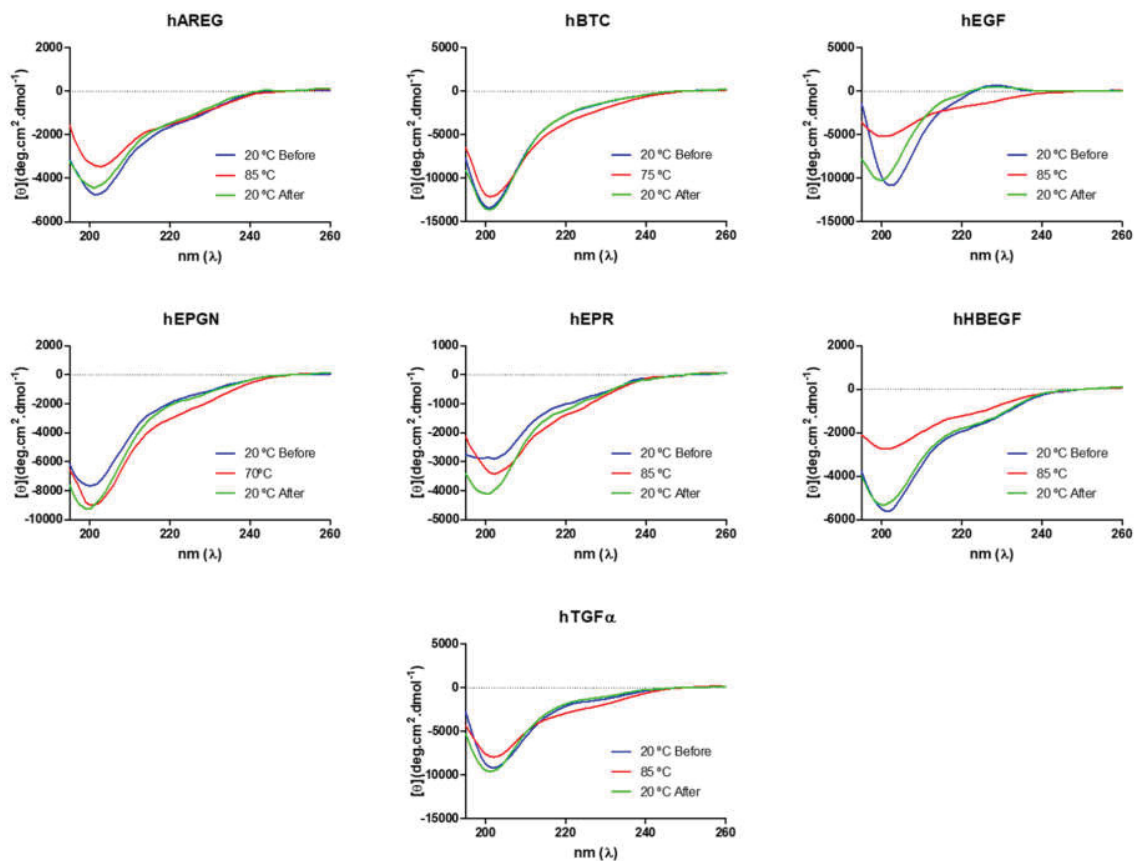 hAREG
[θ](deg.cm².dmol⁻¹)
2000
0
-2000
-4000
-6000
20 ºC Before
85 ºC
20 ºC After
200
220
240
260
nm (λ)
hBTC
[θ](deg.cm².dmol⁻¹)
5000
0
-5000
-10000
-15000
20 ºC Before
75 ºC
20 ºC After
200
220
240
260
nm (λ)
hEGF
[θ](deg.cm².dmol⁻¹)
5000
0
-5000
-10000
-15000
20 ºC Before
85 ºC
20 ºC After
200
220
240
260
nm (λ)
hEPGN
[θ](deg.cm².dmol⁻¹)
2000
0
-2000
-4000
-6000
-8000
-10000
20 ºC Before
70ºC
20 ºC After
200
220
240
260
nm (λ)
hEPR
[θ](deg.cm².dmol⁻¹)
1000
0
-1000
-2000
-3000
-4000
-5000
20 ºC Before
85 ºC
20 ºC After
200
220
240
260
nm (λ)
hHBEGF
[θ](deg.cm².dmol⁻¹)
2000
0
-2000
-4000
-6000
20 ºC Before
85 ºC
20 ºC After
200
220
240
260
nm (λ)
hTGFα
[θ](deg.cm².dmol⁻¹)
5000
0
-5000
-10000
-15000
20 ºC Before
85 ºC
20 ºC After
200
220
240
260
nm (λ)